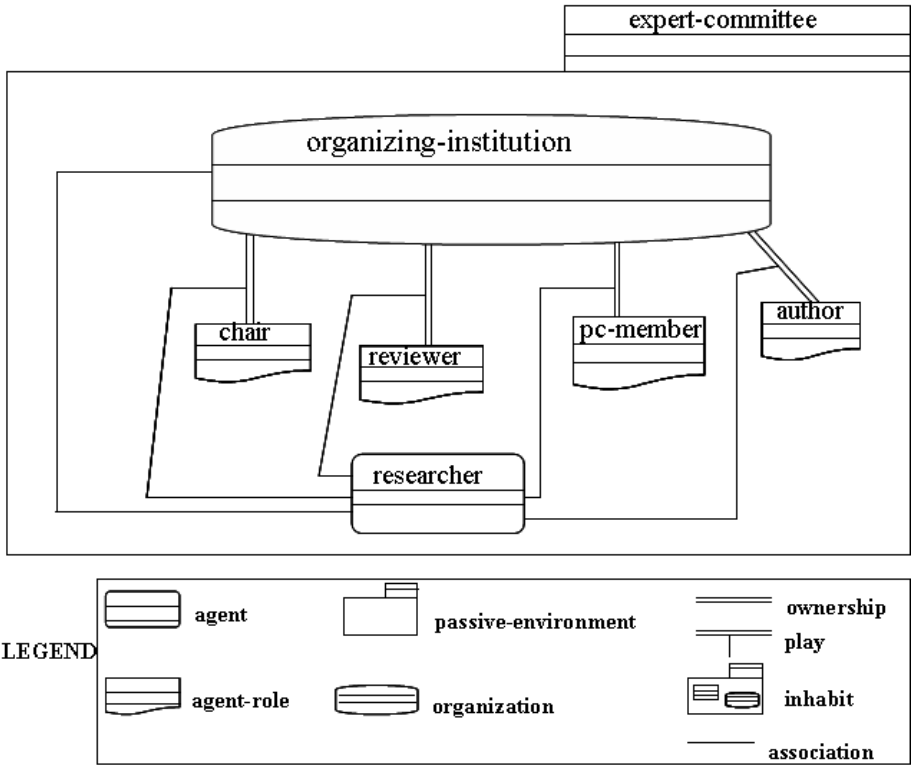 expert-committee
organizing-institution
chair
reviewer
pc-member
author
researcher
LEGEND
agent
passive-environment
ownership
play
agent-role
organization
inhabit
association